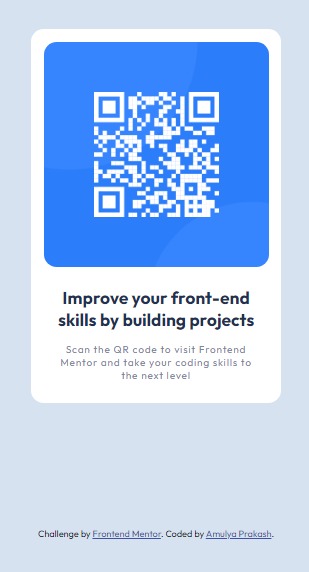 Improve your front-end
skills by building projects
Scan the QR code to visit Frontend
Mentor and take your coding skills to
the next level
Challenge by Frontend Mentor. Coded by Amulya Prakash.